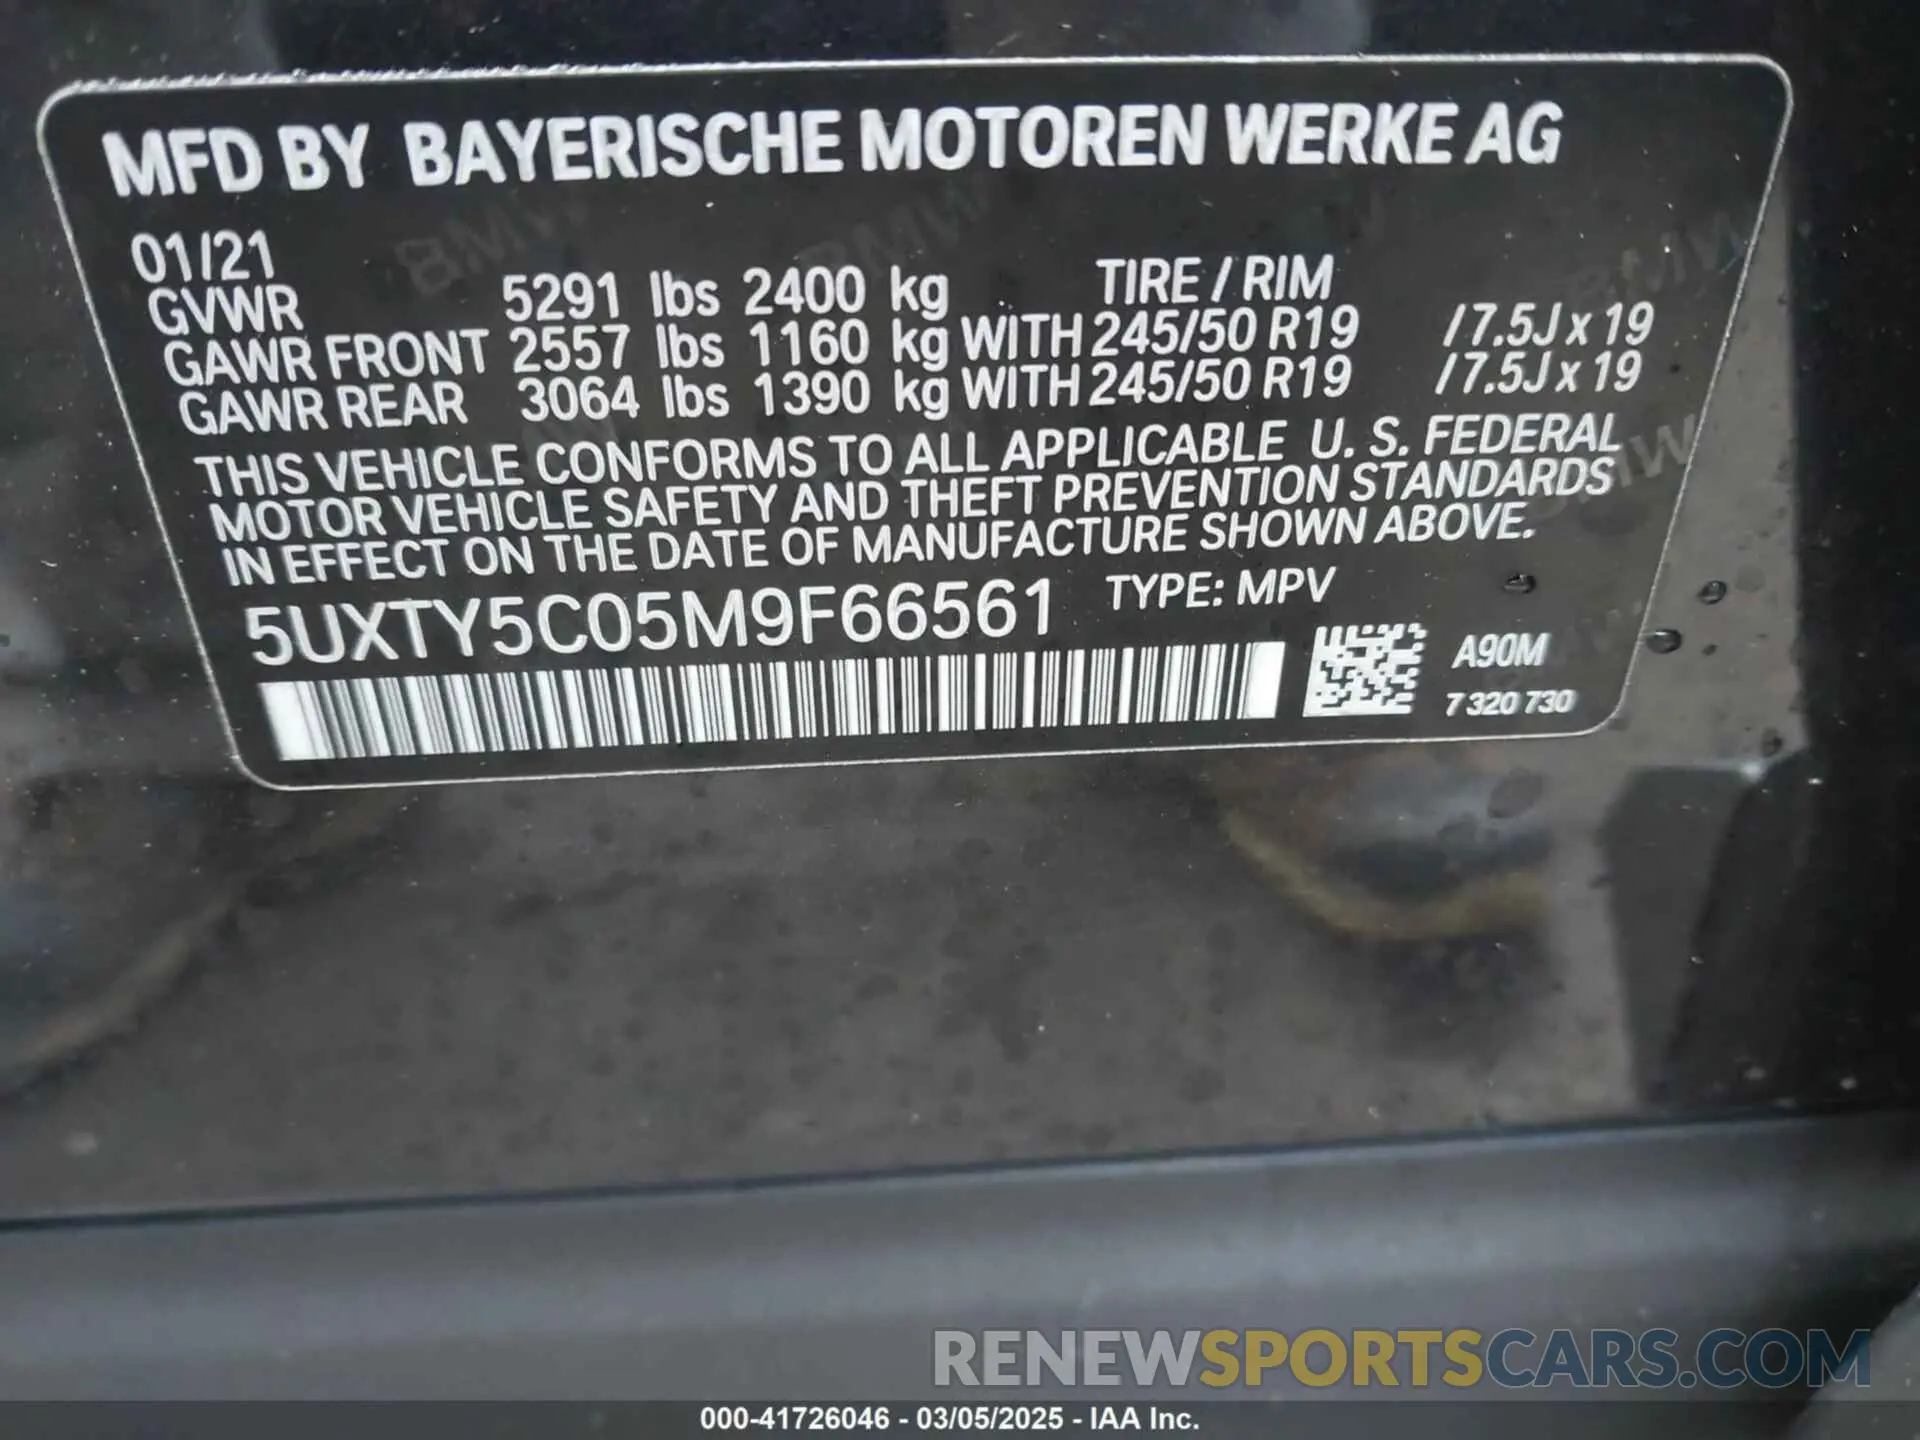 MFD BY BAYERISCHE MOTOREN WERKE AG
01/21
GVWR 5291 lbs 2400 kg TIRE / RIM
GAWR FRONT 2557 lbs 1160 kg WITH 245/50 R19 / 7.5J x 19
GAWR REAR 3064 lbs 1390 kg WITH 245/50 R19 / 7.5J x 19
THIS VEHICLE CONFORMS TO ALL APPLICABLE U. S. FEDERAL
MOTOR VEHICLE SAFETY AND THEFT PREVENTION STANDARDS
IN EFFECT ON THE DATE OF MANUFACTURE SHOWN ABOVE.
5UXTY5C05M9F66561 TYPE: MPV
A90M
7 320 730
RENEWSPORTSCARS.COM
000-41726046 - 03/05/2025 - IAA Inc.